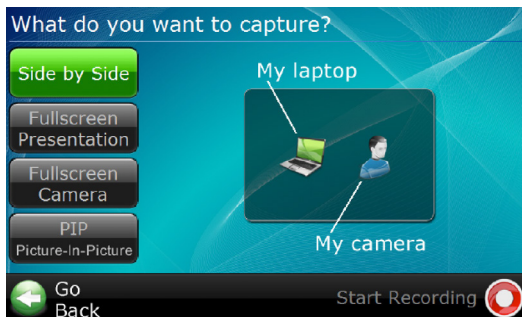 What do you want to capture?
Side by Side
My laptop
Fullscreen
Presentation
Fullscreen
Camera
PIP
Picture-In-Picture
My camera
Go
Back
Start Recording